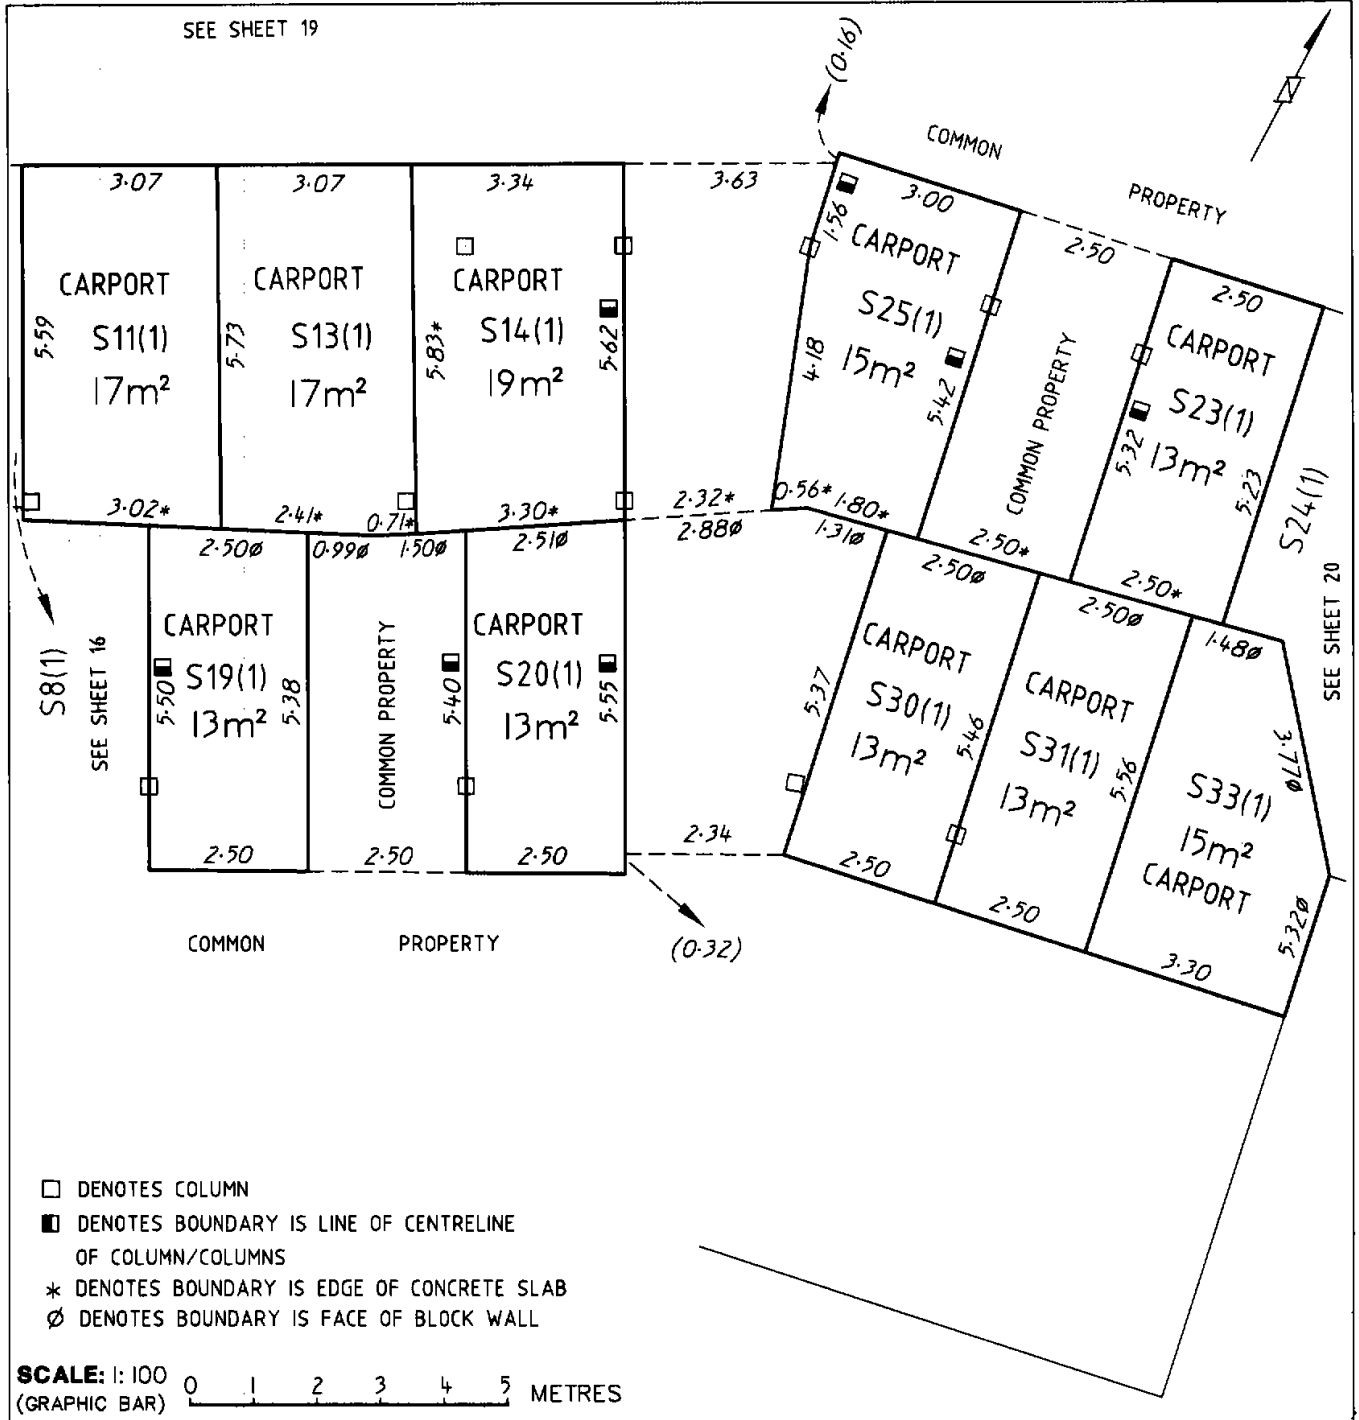 SEE SHEET 19
(0·16)
N
COMMON
PROPERTY
3·07
3·07
3·34
3·63
3·00
2·50
2·50
1·56
CARPORT
S11(1)
17m²
5·59
CARPORT
S13(1)
17m²
5·73
CARPORT
S14(1)
19m²
5·83*
5·62
CARPORT
S25(1)
15m²
4·18
5·42
COMMON PROPERTY
CARPORT
S23(1)
13m²
5·32
5·23
S24(1)
3·02*
2·41*
0·71*
3·30*
2·32*
0·56*
1·80*
2·50*
2·50*
2·50ø
0·99ø
1·50ø
2·51ø
2·88ø
1·31ø
2·50ø
2·50ø
1·48ø
S8(1)
SEE SHEET 16
CARPORT
S19(1)
13m²
5·50
5·38
COMMON PROPERTY
CARPORT
S20(1)
13m²
5·40
5·55
CARPORT
S30(1)
13m²
5·37
5·46
CARPORT
S31(1)
13m²
5·56
S33(1)
15m²
CARPORT
3·77ø
5·32ø
SEE SHEET 20
2·50
2·50
2·50
2·34
2·50
2·50
3·30
(0·32)
COMMON PROPERTY
DENOTES COLUMN
DENOTES BOUNDARY IS LINE OF CENTRELINE
OF COLUMN/COLUMNS
* DENOTES BOUNDARY IS EDGE OF CONCRETE SLAB
ø DENOTES BOUNDARY IS FACE OF BLOCK WALL
SCALE: 1:100
(GRAPHIC BAR)
0 1 2 3 4 5 METRES